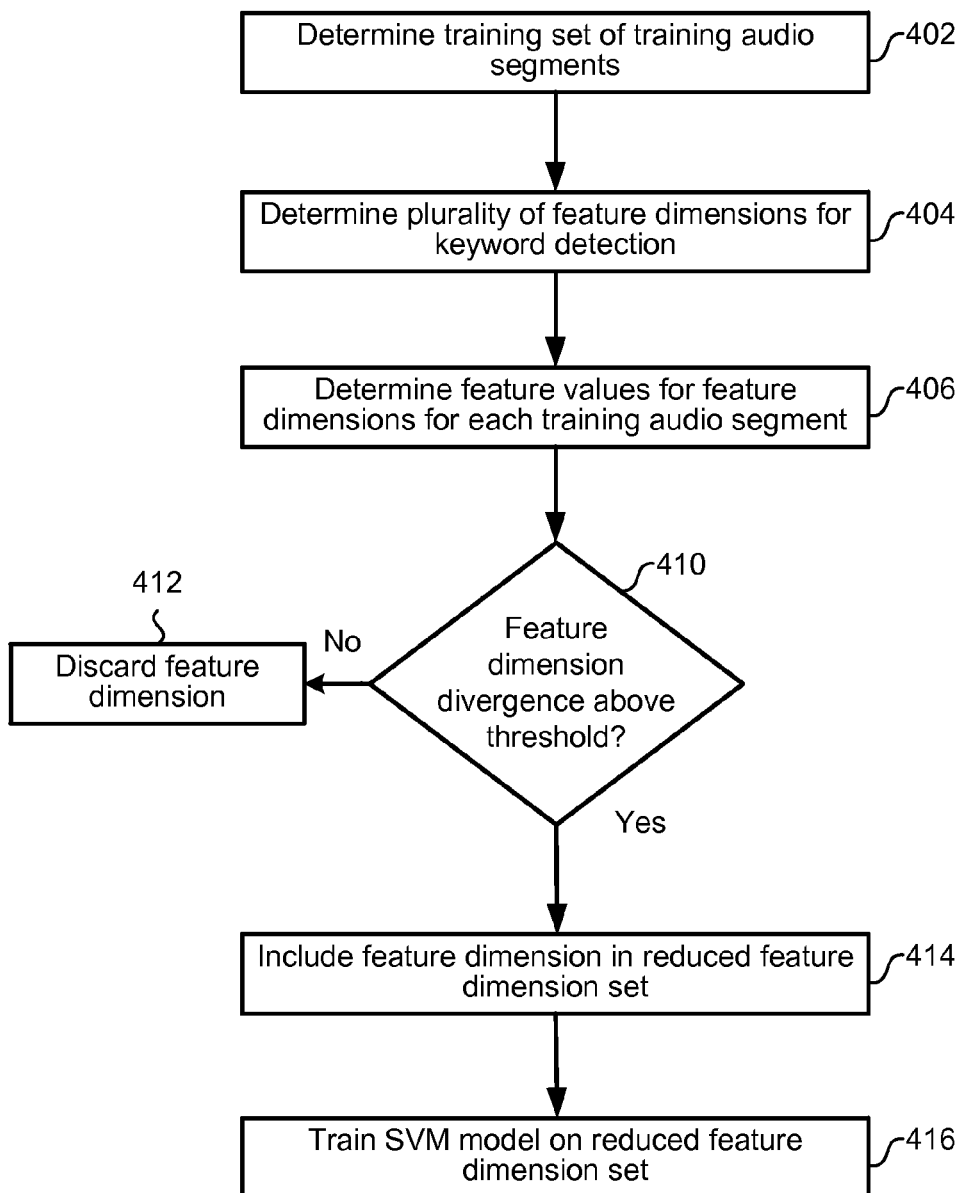 Determine training set of training audio
segments
402
Determine plurality of feature dimensions for
keyword detection
404
Determine feature values for feature
dimensions for each training audio segment
406
410
412
Feature
dimension
divergence above
threshold?
No
Discard feature
dimension
Yes
Include feature dimension in reduced feature
dimension set
414
Train SVM model on reduced feature
dimension set
416